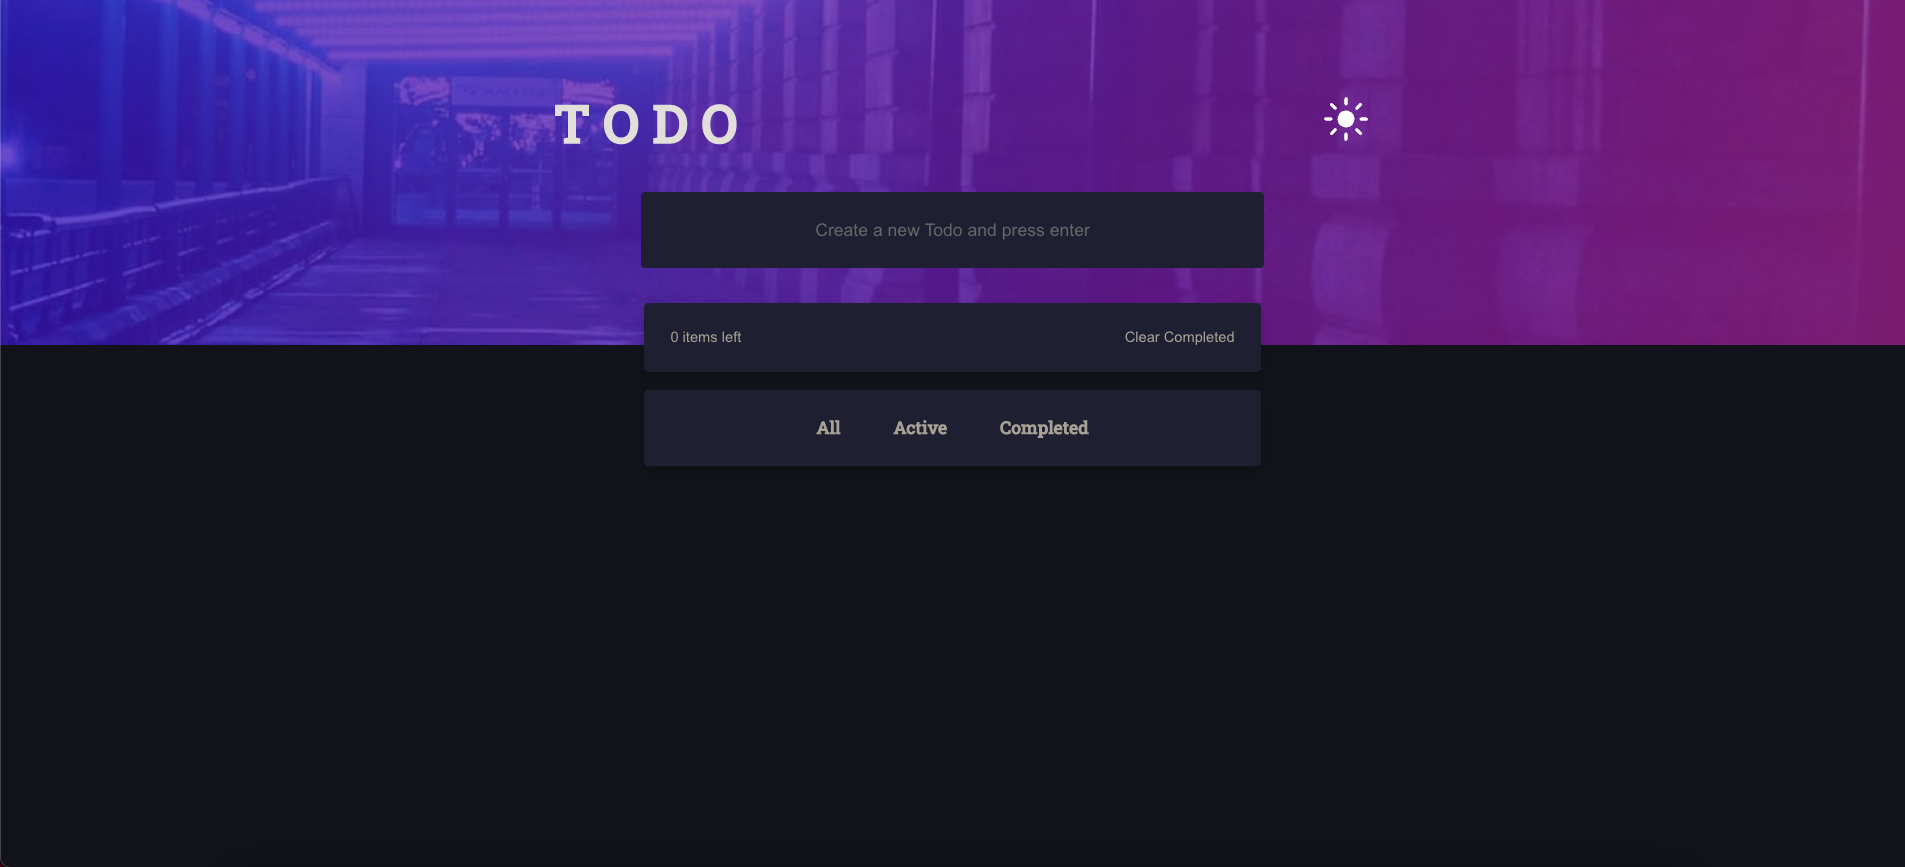 TODO
Create a new Todo and press enter
0 items left
Clear Completed
All
Active
Completed